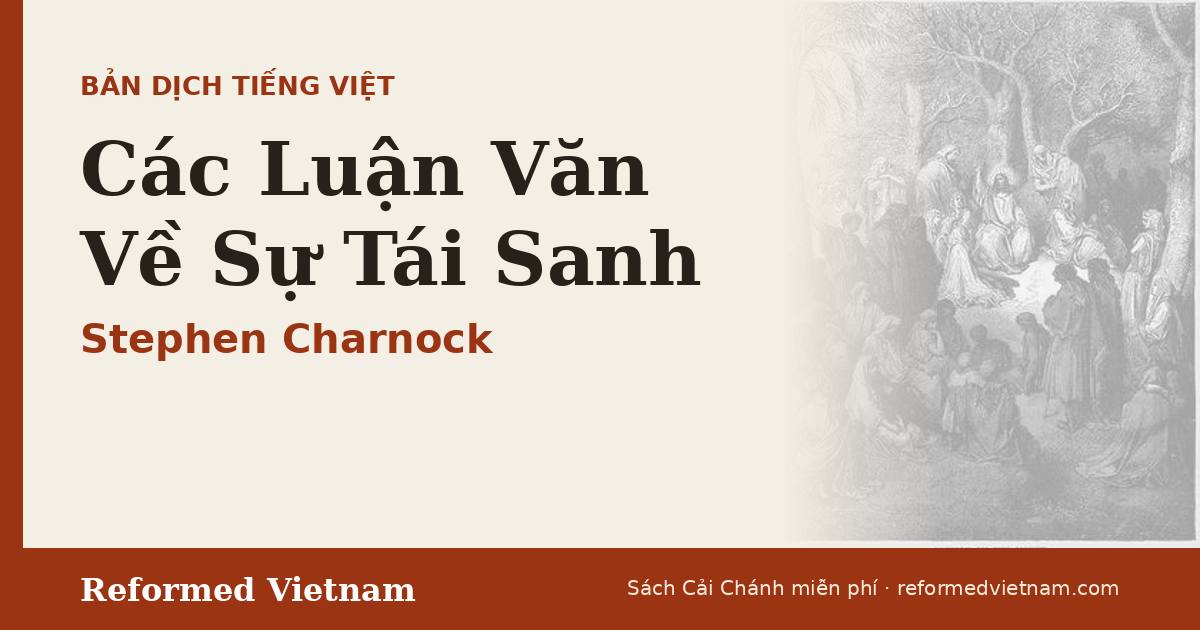 BẢN DỊCH TIẾNG VIỆT
Các Luận Văn
Về Sự Tái Sanh
Stephen Charnock
Reformed Vietnam
Sách Cải Chánh miễn phí · reformedvietnam.com